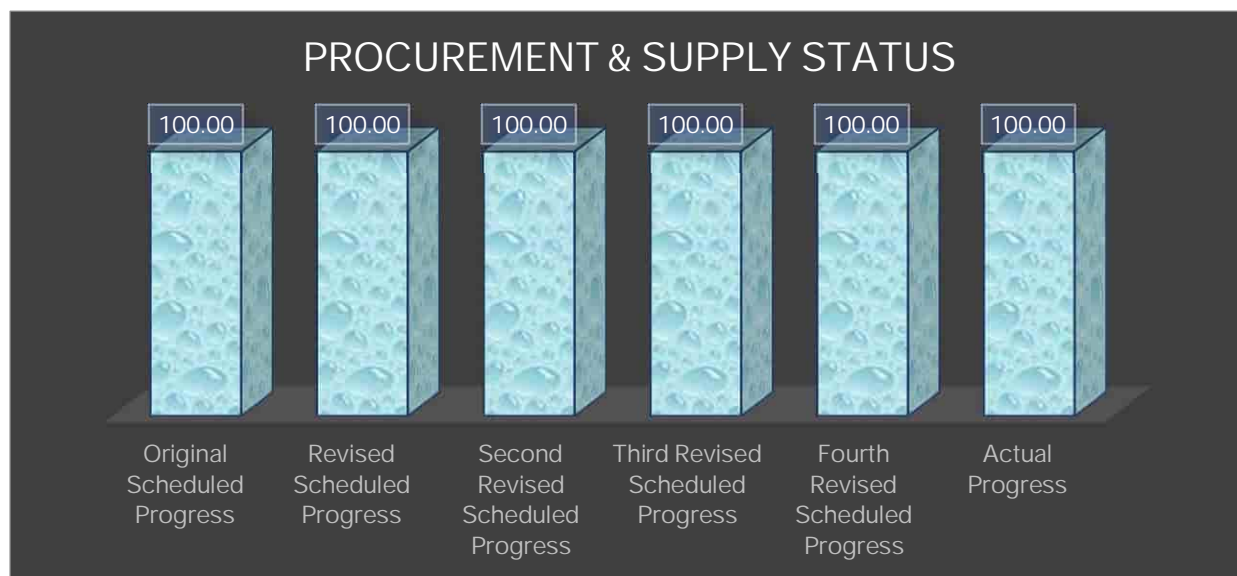 PROCUREMENT & SUPPLY STATUS
100.00 100.00 100.00 100.00 100.00 100.00
Original
Scheduled
Progress
Revised
Scheduled
Progress
Second
Revised
Scheduled
Progress
Third Revised
Scheduled
Progress
Fourth
Revised
Scheduled
Progress
Actual
Progress